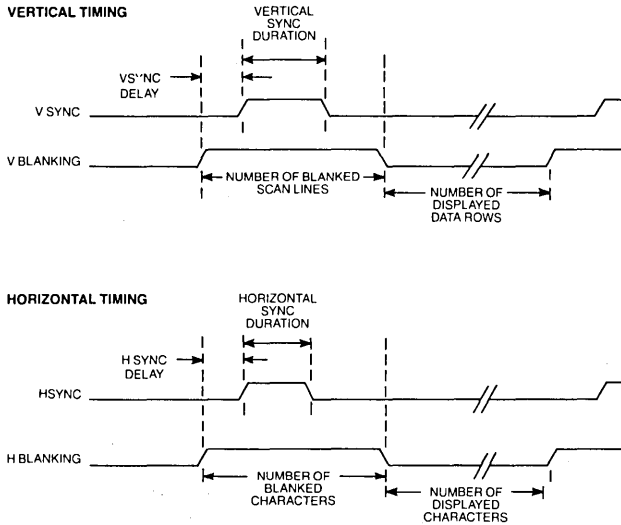 VERTICAL TIMING
VERTICAL
SYNC
DURATION
VSYNC
DELAY
V SYNC
V BLANKING
NUMBER OF BLANKED
SCAN LINES
NUMBER OF
DISPLAYED
DATA ROWS
HORIZONTAL TIMING
HORIZONTAL
SYNC
DURATION
H SYNC
DELAY
HSYNC
H BLANKING
NUMBER OF
BLANKED
CHARACTERS
NUMBER OF
DISPLAYED
CHARACTERS